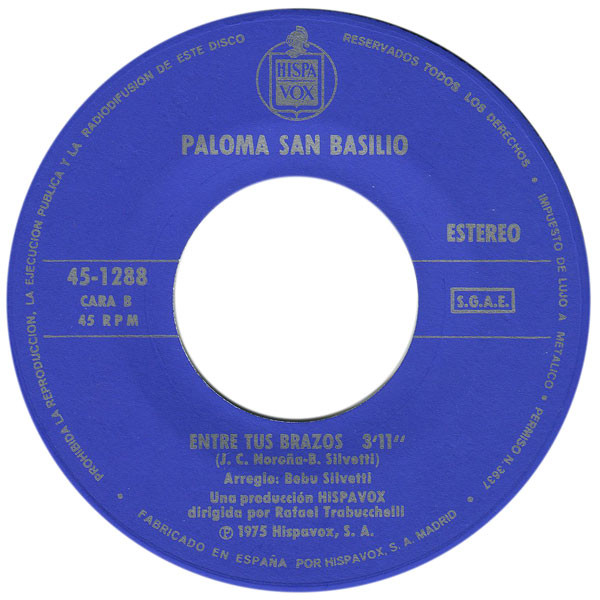 PROHIBIDA LA REPRODUCCION, LA EJECUCION PUBLICA Y LA RADIODIFUSION DE ESTE DISCO
RESERVADOS TODOS LOS DERECHOS • IMPUESTO DE LUJO A METALICO • PERMISO N.3637
HISPA
VOX
PALOMA SAN BASILIO
ESTEREO
45-1288
CARA B
45 RPM
S.G.A.E.
ENTRE TUS BRAZOS 3'11"
(J. C. Noroña-B. Silvetti)
Arreglo: Bebu Silvetti
Una producción HISPAVOX
dirigida por Rafael Trabucchelli
Ⓟ 1975 Hispavox, S. A.
FABRICADO EN ESPAÑA POR HISPAVOX, S. A. MADRID